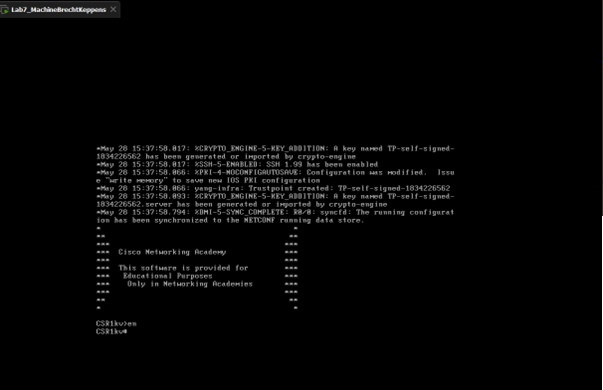 Lab7_MachineBrechtKeppens
*May 28 15:37:58.017: %CRYPTO_ENGINE-5-KEY_ADDITION: A key named TP-self-signed-
1834226562 has been generated or imported by crypto-engine
*May 28 15:37:58.017: %SSH-5-ENABLED: SSH 1.99 has been enabled
*May 28 15:37:58.066: %PKI-4-NOCONFIGAUTOSAVE: Configuration was modified.  Issu
e "write memory" to save new IOS PKI configuration
*May 28 15:37:58.066: yang-infra: Trustpoint created: TP-self-signed-1834226562
*May 28 15:37:58.093: %CRYPTO_ENGINE-5-KEY_ADDITION: A key named TP-self-signed-
1834226562.server has been generated or imported by crypto-engine
*May 28 15:37:58.794: %DMI-5-SYNC_COMPLETE: R0/0: syncfd: The running configurat
ion has been synchronized to the NETCONF running data store.
* *
** **
*** ***
*** Cisco Networking Academy ***
*** ***
*** This software is provided for ***
*** Educational Purposes ***
*** Only in Networking Academies ***
*** ***
** **
* *
CSR1kv>en
CSR1kv#